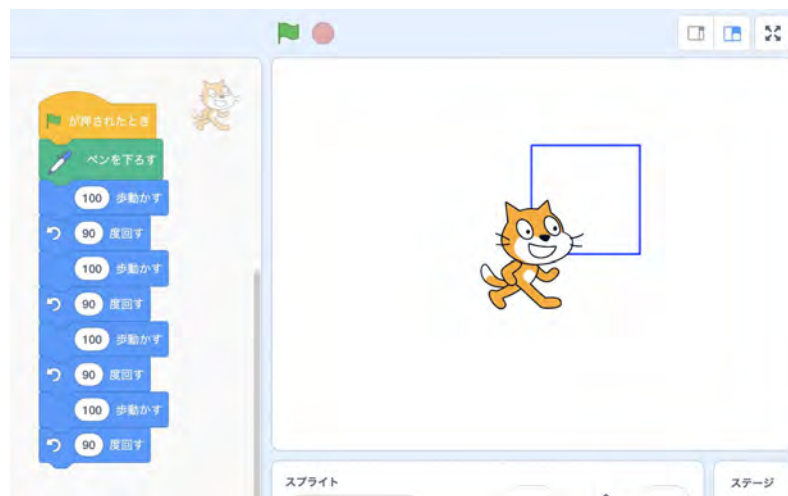 が押されたとき
ペンを下ろす
100 歩動かす
90 度回す
100 歩動かす
90 度回す
100 歩動かす
90 度回す
100 歩動かす
90 度回す
スプライト
ステージ